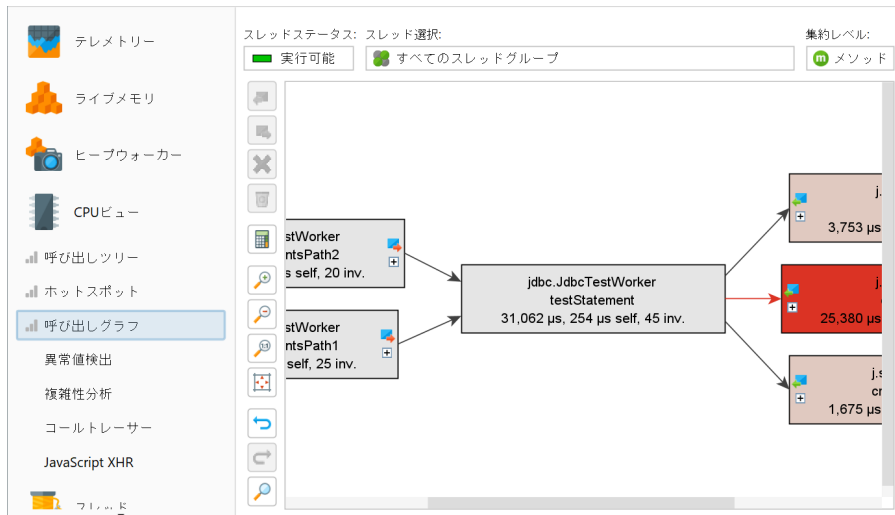 テレメトリー
ライブメモリ
ヒープウォーカー
CPUビュー
呼び出しツリー
ホットスポット
呼び出しグラフ
異常値検出
複雑性分析
コールトレーサー
JavaScript XHR
スレッド
スレッドステータス: スレッド選択: 集約レベル:
実行可能 すべてのスレッドグループ メソッド
stWorker
ntsPath2
s self, 20 inv.
stWorker
ntsPath1
self, 25 inv.
jdbc.JdbcTestWorker
testStatement
31,062 µs, 254 µs self, 45 inv.
j.
3,753 µs
j.
25,380 µs
j.s
cr
1,675 µs